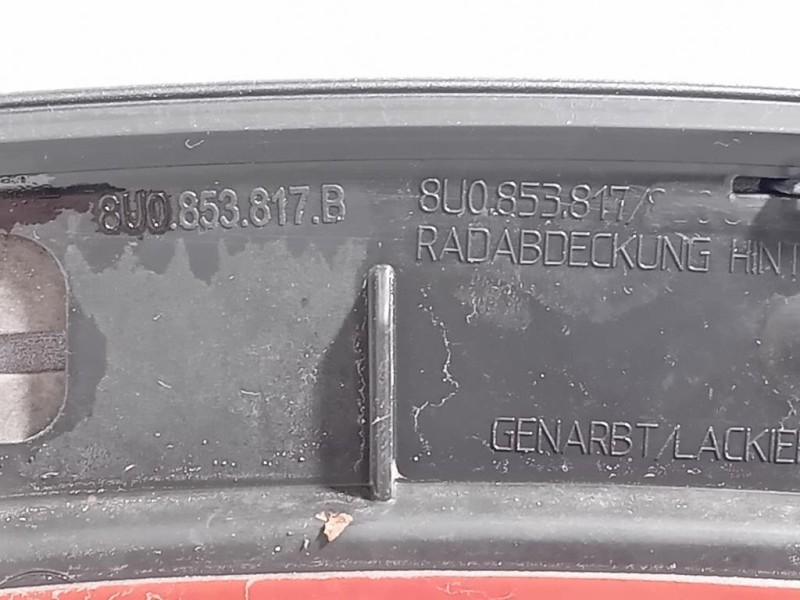 8U0.853.817.B
8U0.853.817/
RADABDECKUNG
GENARBT/